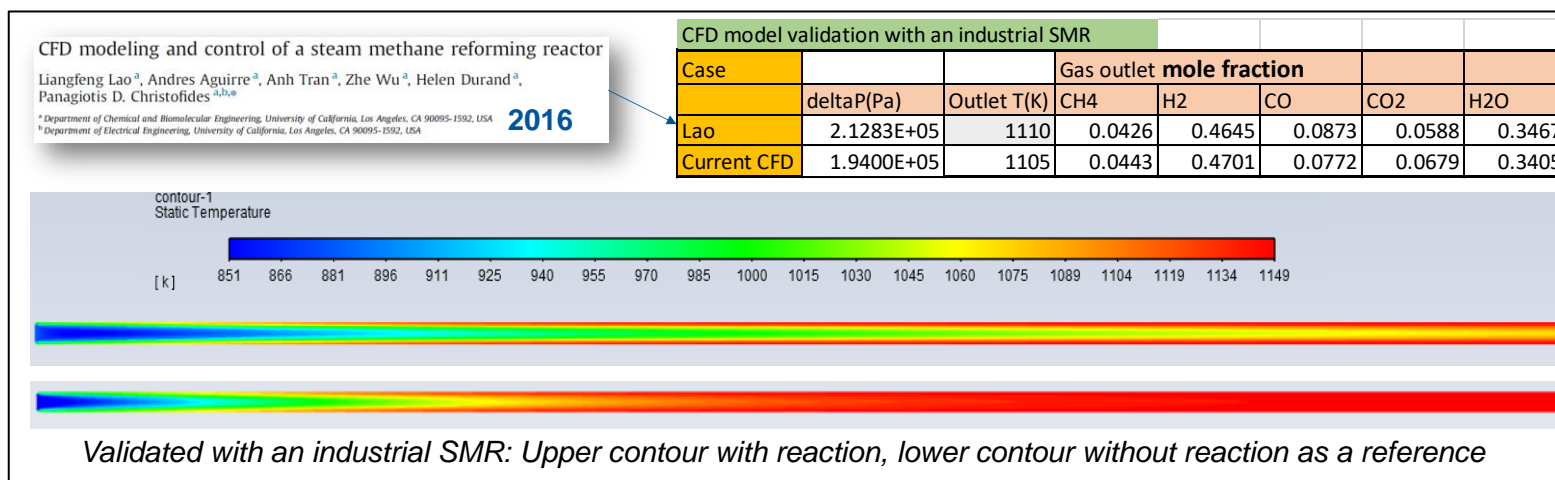 CFD modeling and control of a steam methane reforming reactor
Liangfeng Lao a, Andres Aguirre a, Anh Tran a, Zhe Wu a, Helen Durand a,
Panagiotis D. Christofides a,b,*
a Department of Chemical and Biomolecular Engineering, University of California, Los Angeles, CA 90095-1592, USA
b Department of Electrical Engineering, University of California, Los Angeles, CA 90095-1592, USA
2016
CFD model validation with an industrial SMR
Case Gas outlet mole fraction
deltaP(Pa) Outlet T(K) CH4 H2 CO CO2 H2O
Lao 2.1283E+05 1110 0.0426 0.4645 0.0873 0.0588 0.3467
Current CFD 1.9400E+05 1105 0.0443 0.4701 0.0772 0.0679 0.3405
contour-1
Static Temperature
[k] 851 866 881 896 911 925 940 955 970 985 1000 1015 1030 1045 1060 1075 1089 1104 1119 1134 1149
Validated with an industrial SMR: Upper contour with reaction, lower contour without reaction as a reference